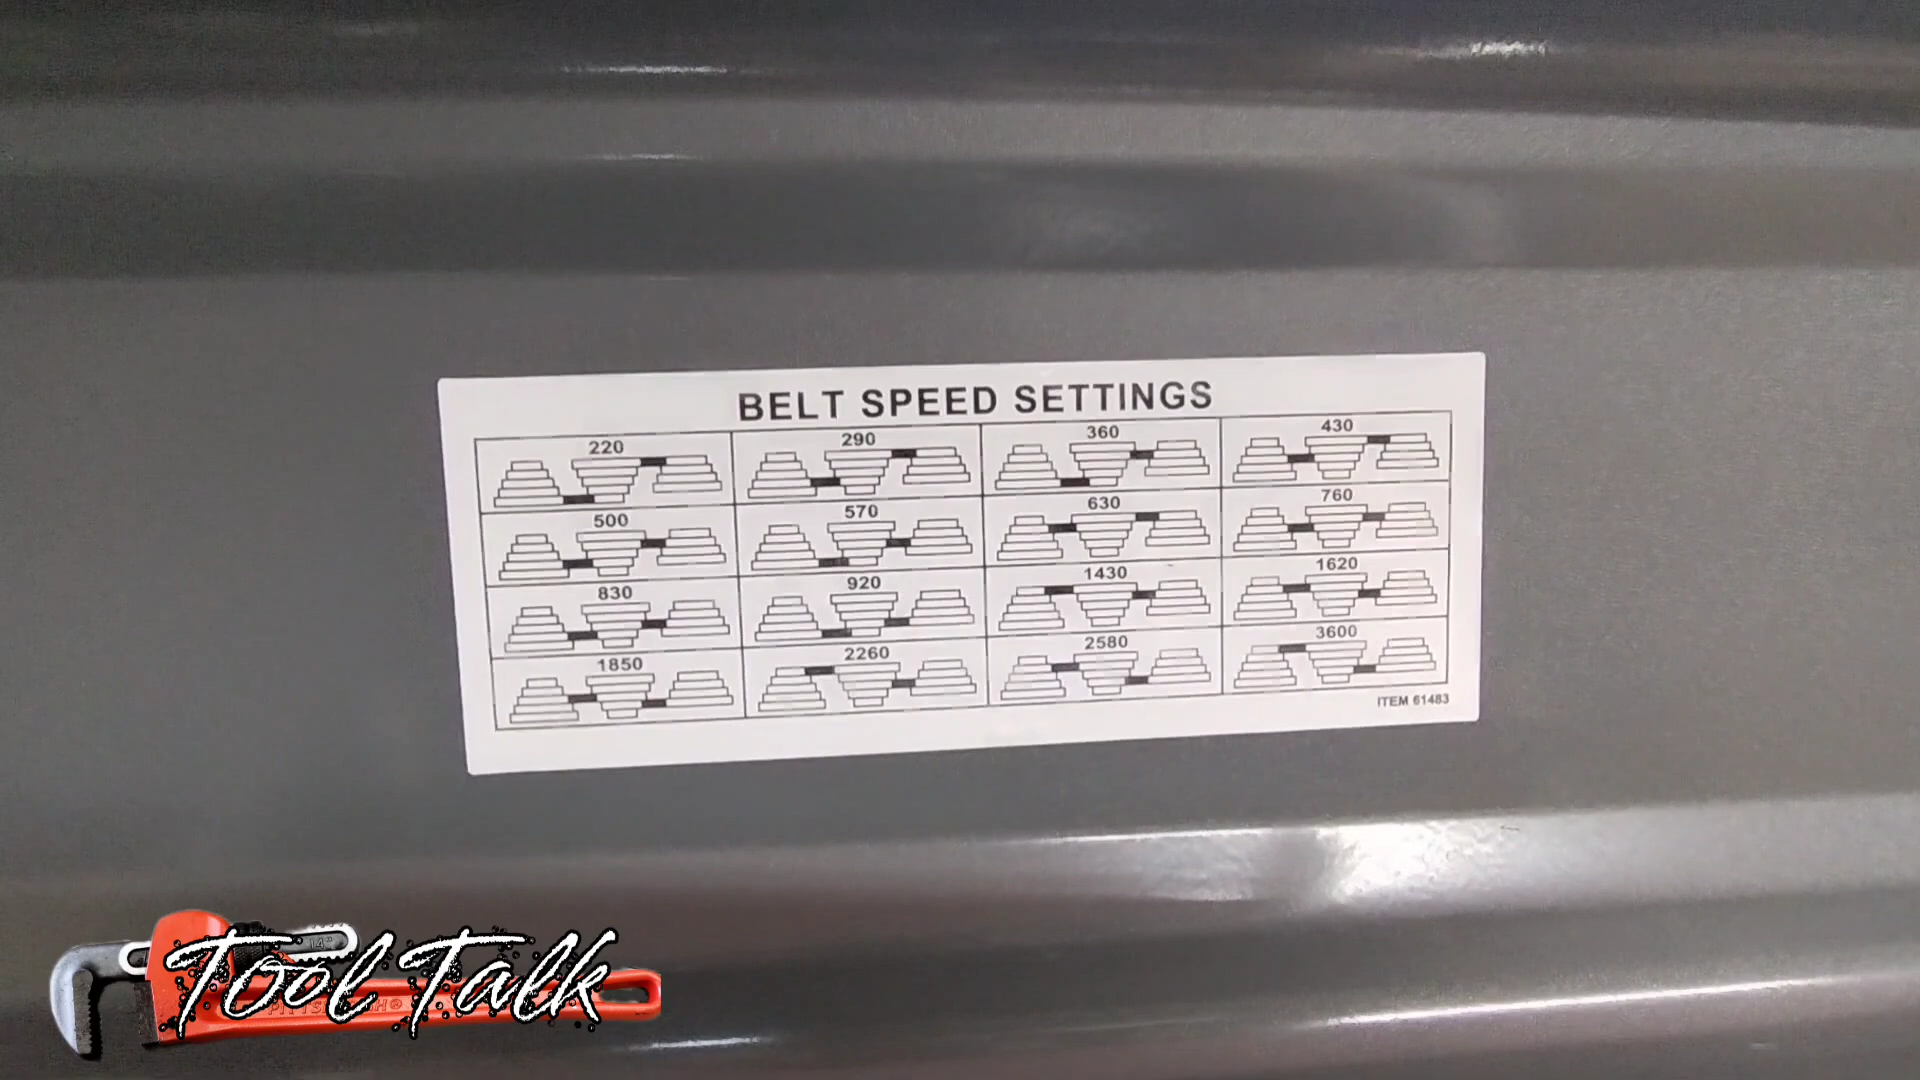 BELT SPEED SETTINGS
220 290 360 430
500 570 630 760
830 920 1430 1620
1850 2260 2580 3600
ITEM 61483
14"
Tool Talk